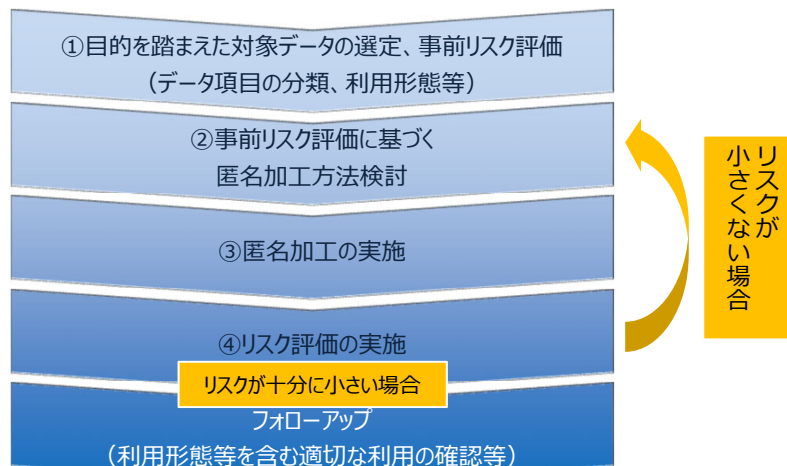 ①目的を踏まえた対象データの選定、事前リスク評価
（データ項目の分類、利用形態等）
②事前リスク評価に基づく
匿名加工方法検討
③匿名加工の実施
④リスク評価の実施
リスクが十分に小さい場合
フォローアップ
（利用形態等を含む適切な利用の確認等）
リスクが
小さくない場合